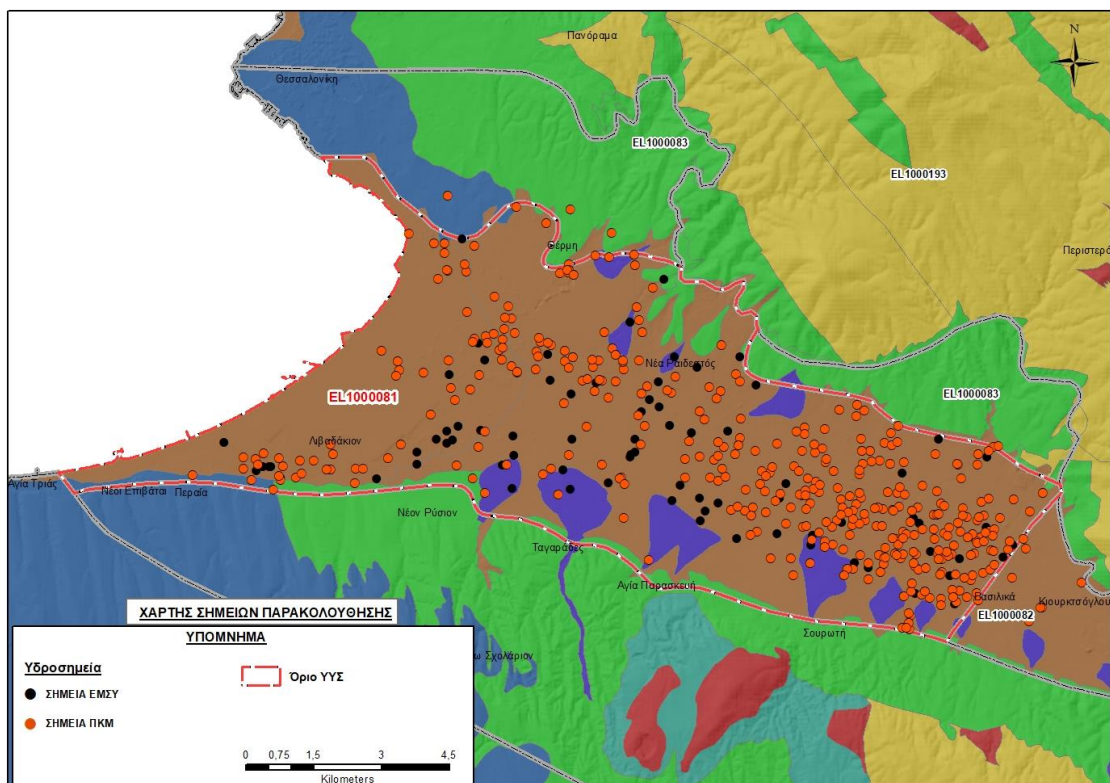 Πανόραμα
N
Θεσσαλονίκη
EL1000083
EL1000193
Περιστερά
Θέρμη
Νέα Ραιδεστός
EL1000081
EL1000083
Λιβαδάκιον
Αγία Τριάς
Νέοι Επιβάται
Περαία
Νέον Ρύσιον
Ταγαράδες
Αγία Παρασκευή
Βασιλικά
Κιουρκτσόγλου
EL1000082
Σουρωτή
ΧΑΡΤΗΣ ΣΗΜΕΙΩΝ ΠΑΡΑΚΟΛΟΥΘΗΣΗΣ
ΥΠΟΜΝΗΜΑ
ω Σχολάριον
Υδροσημεία
Όριο ΥΥΣ
ΣΗΜΕΙΑ ΕΜΣΥ
ΣΗΜΕΙΑ ΠΚΜ
0 0,75 1,5 3 4,5
Kilometers